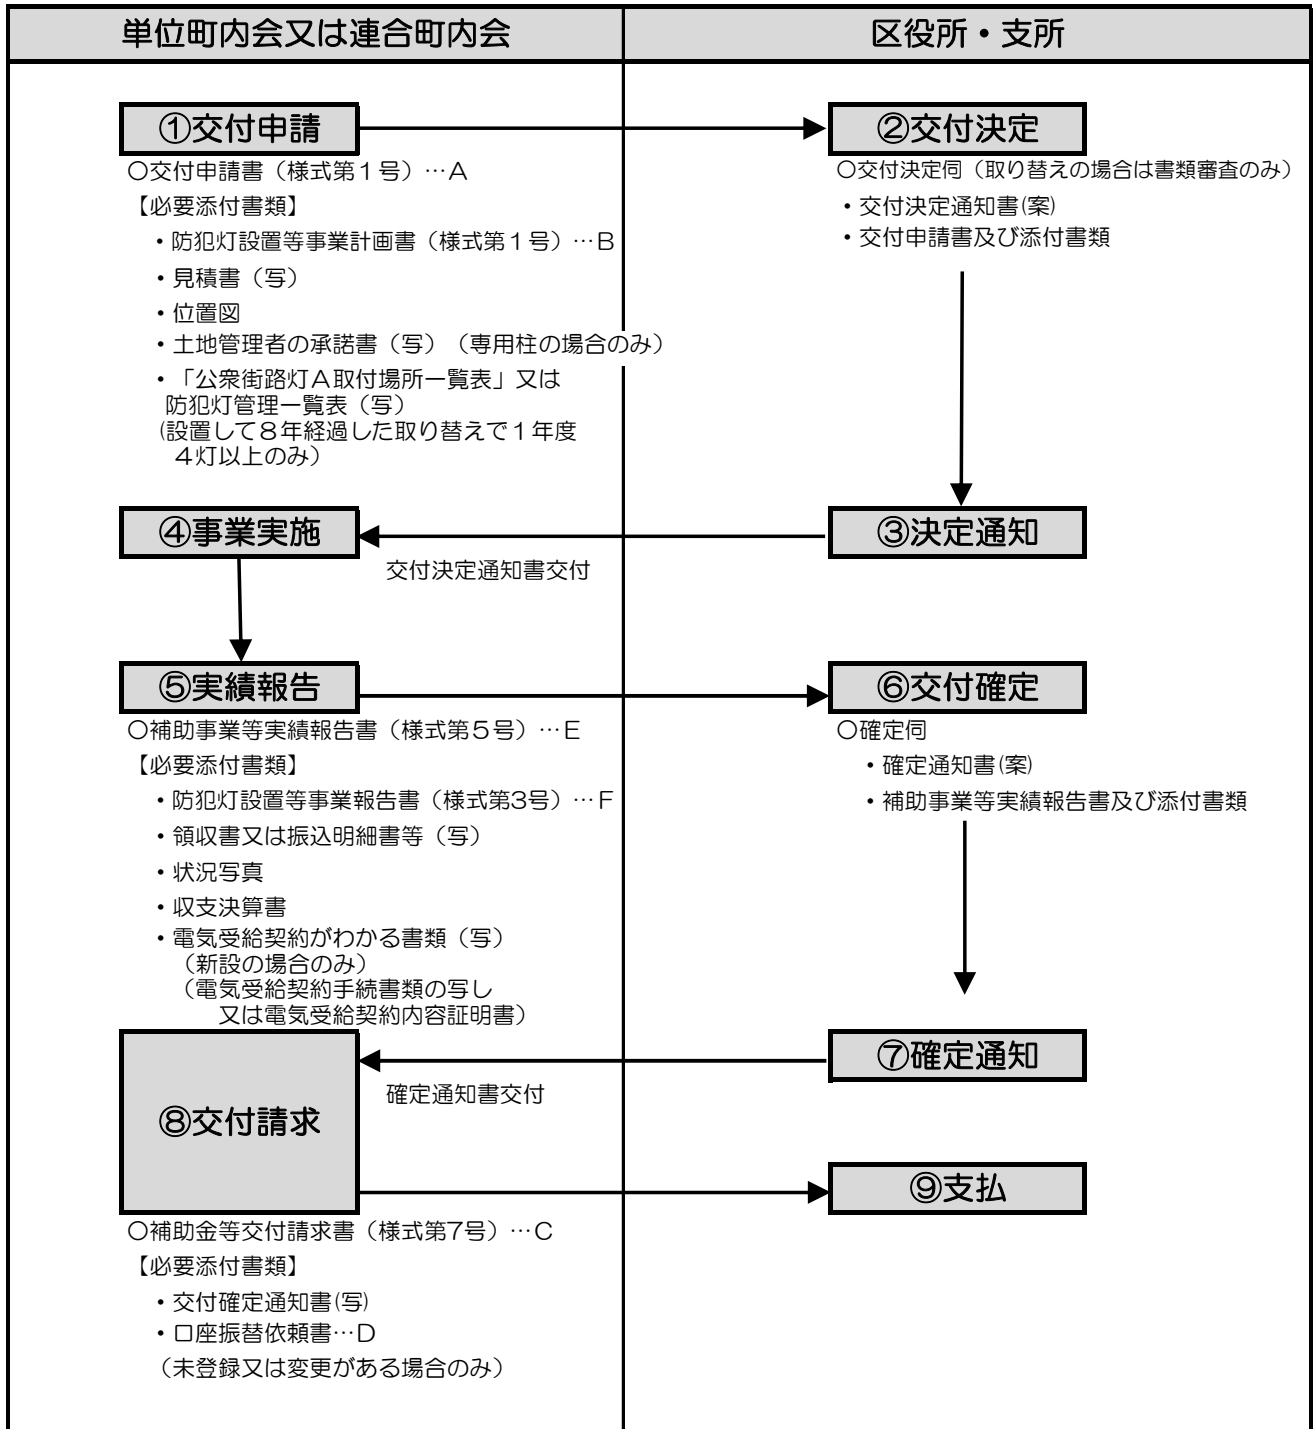 単位町内会又は連合町内会
区役所・支所
①交付申請
②交付決定
〇交付申請書（様式第１号）…A
【必要添付書類】
・防犯灯設置等事業計画書（様式第１号）…B
・見積書（写）
・位置図
・土地管理者の承諾書（写）（専用柱の場合のみ）
・「公衆街路灯Ａ取付場所一覧表」又は
防犯灯管理一覧表（写）
(設置して８年経過した取り替えで１年度
４灯以上のみ）
〇交付決定伺（取り替えの場合は書類審査のみ）
・交付決定通知書(案)
・交付申請書及び添付書類
④事業実施
③決定通知
交付決定通知書交付
⑤実績報告
⑥交付確定
〇補助事業等実績報告書（様式第５号）…E
【必要添付書類】
・防犯灯設置等事業報告書（様式第3号）…F
・領収書又は振込明細書等（写）
・状況写真
・収支決算書
・電気受給契約がわかる書類（写）
（新設の場合のみ）
（電気受給契約手続書類の写し
又は電気受給契約内容証明書）
〇確定伺
・確定通知書(案)
・補助事業等実績報告書及び添付書類
⑦確定通知
確定通知書交付
⑧交付請求
⑨支払
〇補助金等交付請求書（様式第7号）…C
【必要添付書類】
・交付確定通知書(写)
・口座振替依頼書…D
（未登録又は変更がある場合のみ）